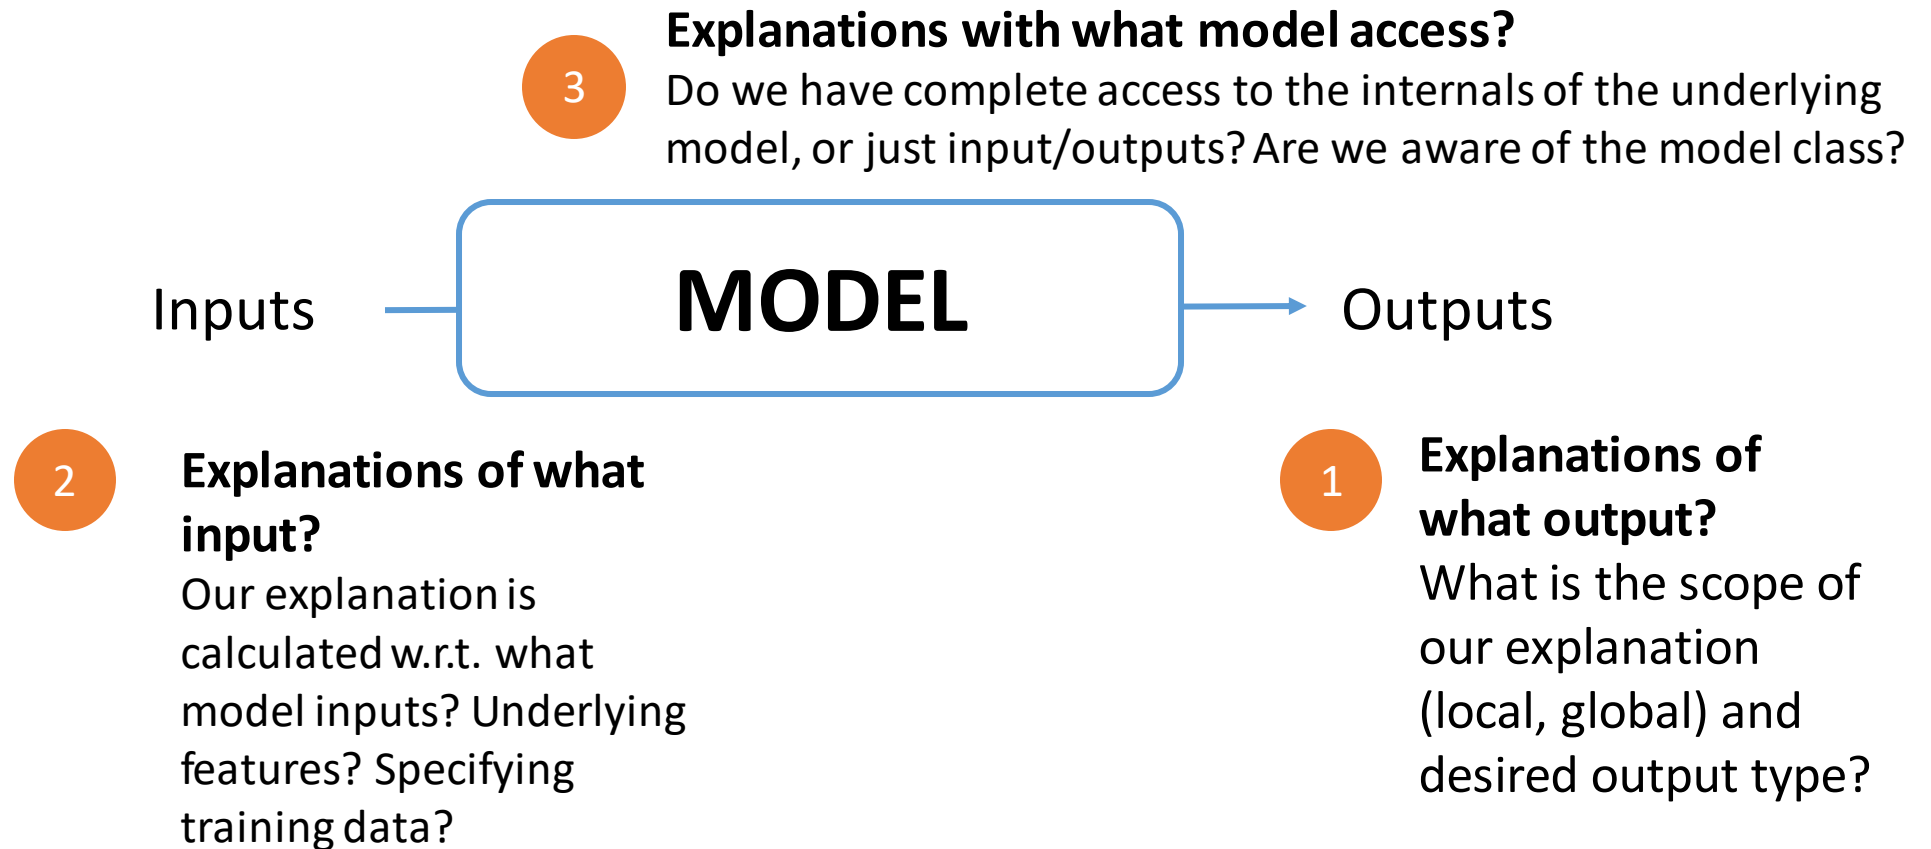 3
Explanations with what model access?
Do we have complete access to the internals of the underlying
model, or just input/outputs? Are we aware of the model class?
Inputs
MODEL
Outputs
2
Explanations of what
input?
Our explanation is
calculated w.r.t. what
model inputs? Underlying
features? Specifying
training data?
1
Explanations of
what output?
What is the scope of
our explanation
(local, global) and
desired output type?